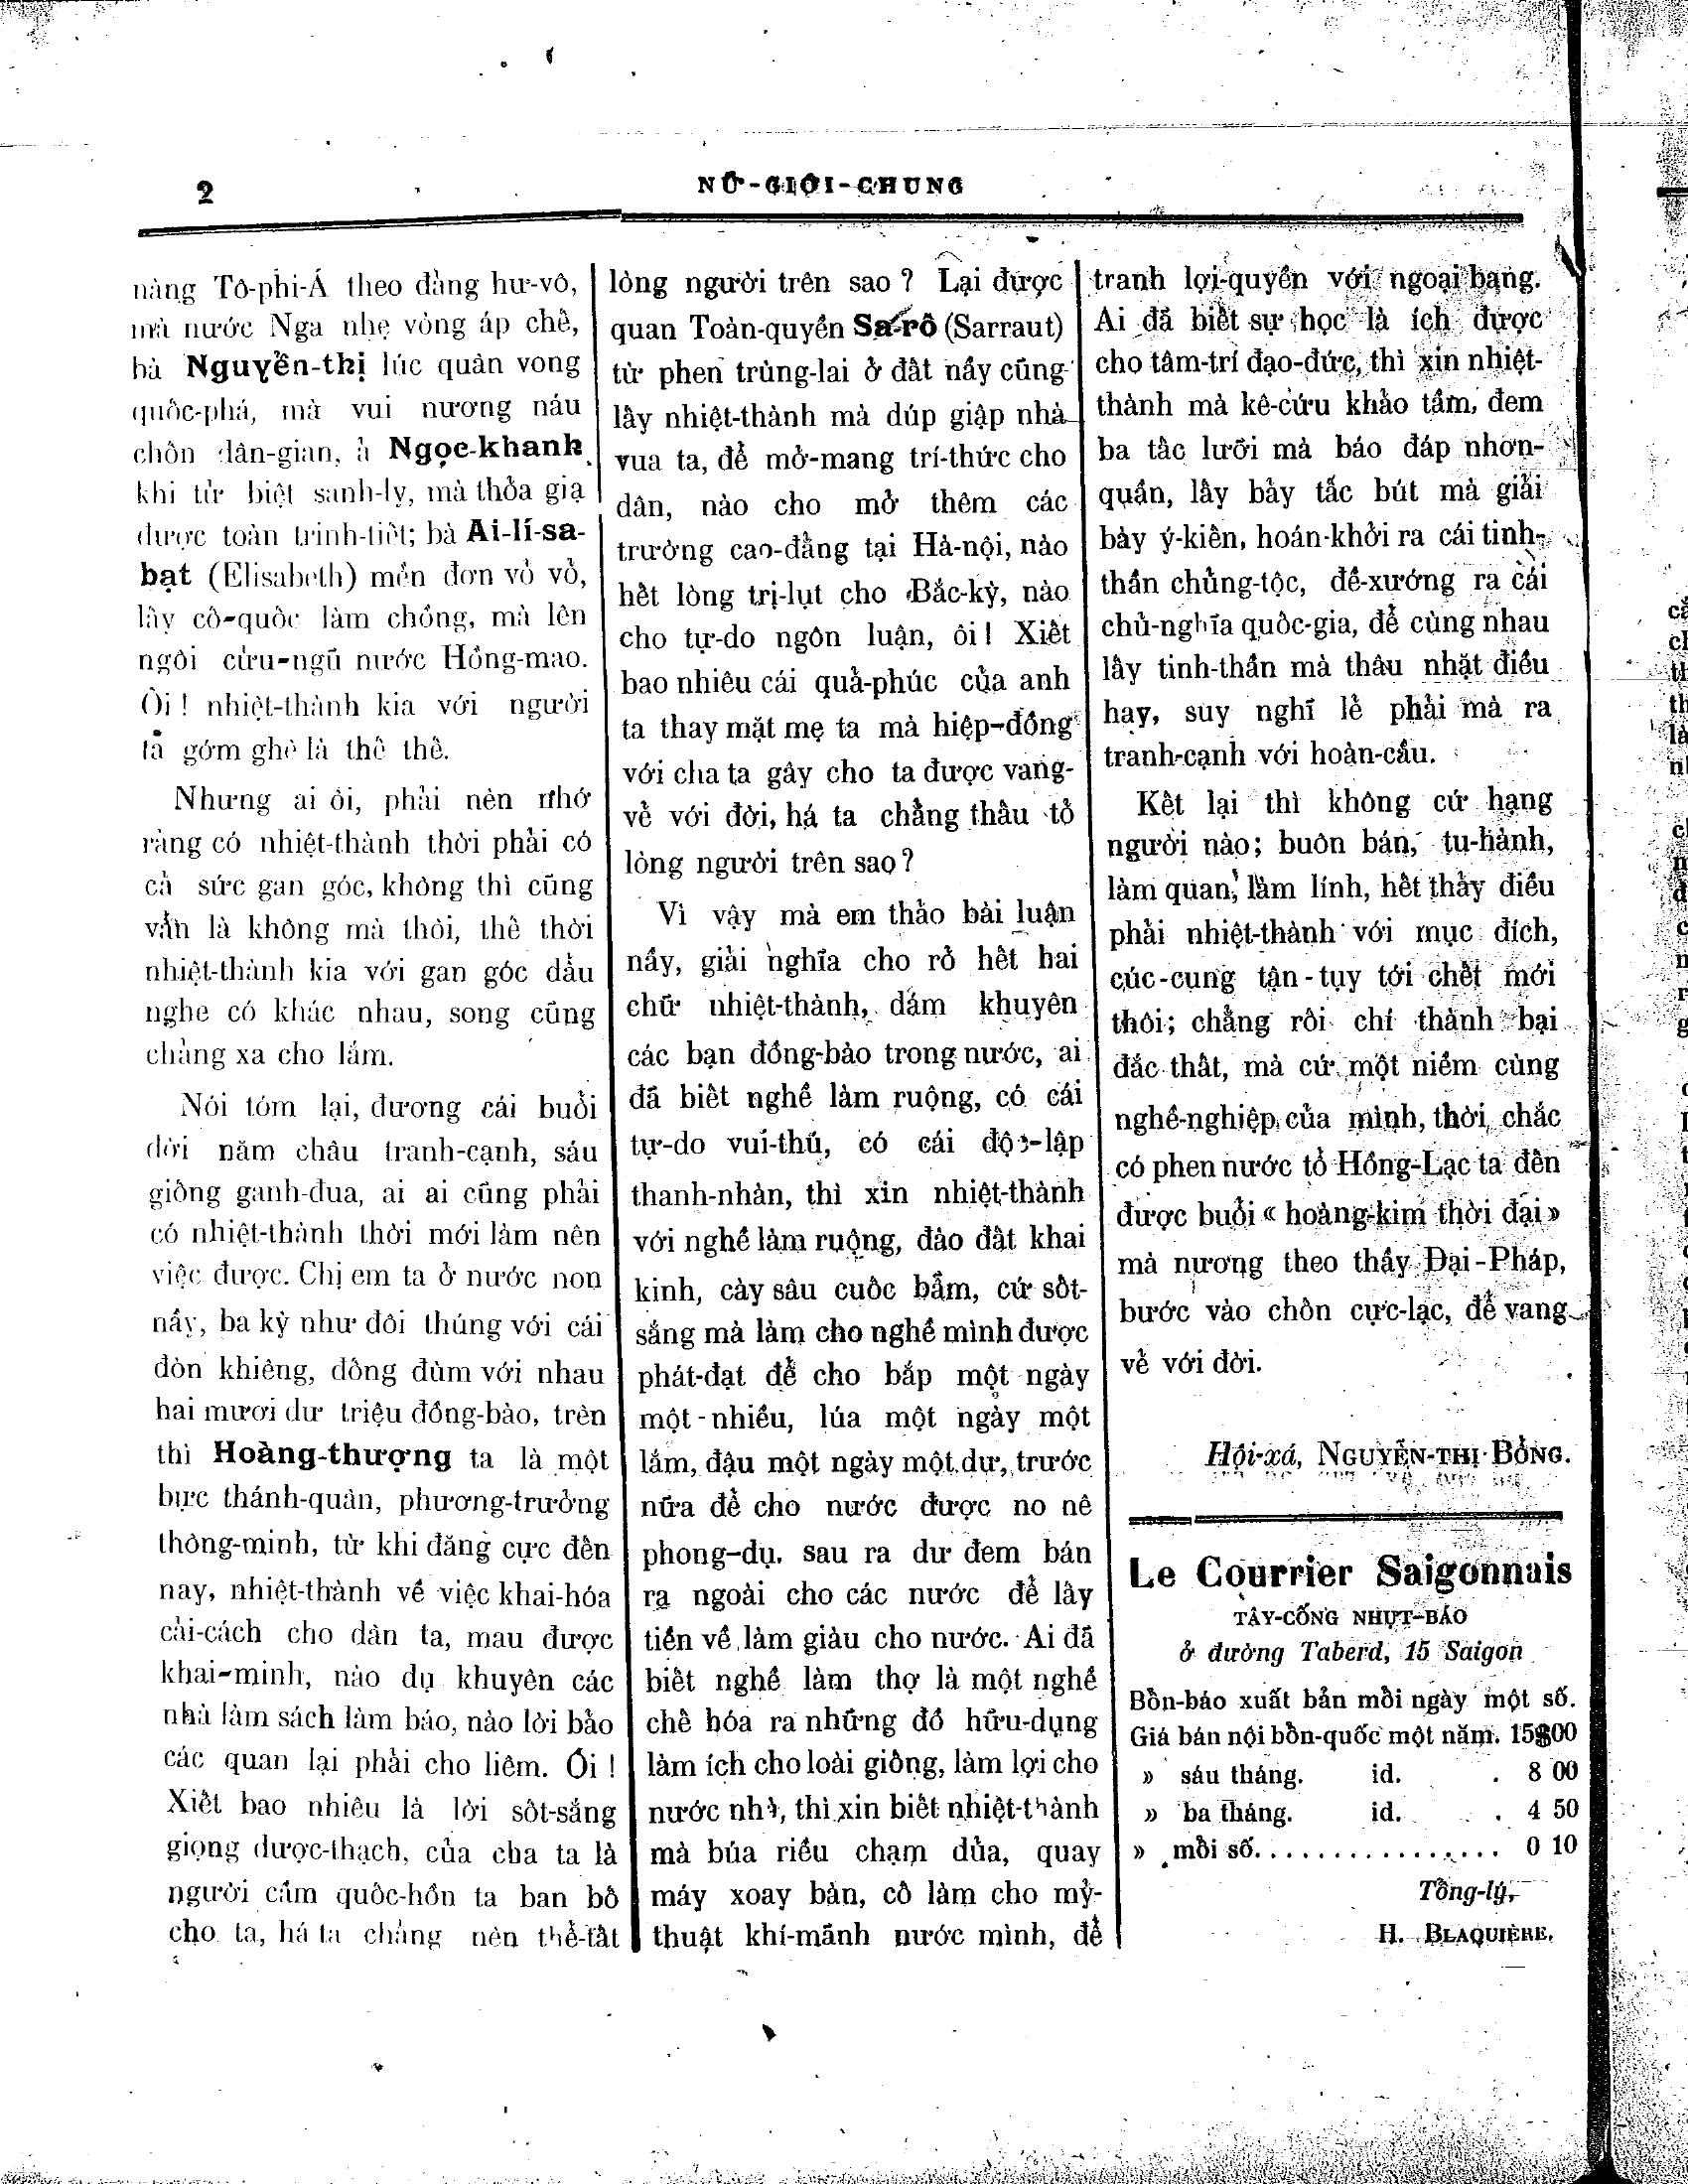 2
NỮ-GIỚI-CHUNG
nàng Tô-phi-Á theo đàng hư-vô,
mà nước Nga nhẹ vòng áp chế,
bà Nguyễn-thị lúc quân vong
quốc-phá, mà vui nương náu
chốn dân-gian, ả Ngọc-khanh
khi tử biệt sanh-ly, mà thỏa giạ
được toàn trinh-tiết; bà Ai-lí-sa-
bạt (Elisabeth) mền đơn vò vỏ,
lấy cô-quốc làm chồng, mà lên
ngôi cửu-ngũ nước Hồng-mao.
Ôi ! nhiệt-thành kia với người
ta gớm ghê là thế thế.
Nhưng ai ôi, phải nên nhớ
ràng có nhiệt-thành thời phải có
cả sức gan góc, không thì cũng
vẫn là không mà thôi, thế thời
nhiệt-thành kia với gan góc dầu
nghe có khác nhau, song cũng
chẳng xa cho lắm.
Nói tóm lại, đương cái buổi
đời năm châu tranh-cạnh, sáu
giống ganh-đua, ai ai cũng phải
có nhiệt-thành thời mới làm nên
việc được. Chị em ta ở nước non
nầy, ba kỳ như đôi thúng với cái
đòn khiêng, đông đùm với nhau
hai mươi dư triệu đồng-bào, trên
thì Hoàng-thượng ta là một
bực thánh-quân, phương-trưởng
thông-minh, từ khi đăng cực đến
nay, nhiệt-thành về việc khai-hóa
cải-cách cho dân ta, mau được
khai-minh, nào dụ khuyên các
nhà làm sách làm báo, nào lời bảo
các quan lại phải cho liêm. Ôi !
Xiết bao nhiêu là lời sốt-sắng
giọng dược-thạch, của cha ta là
người cầm quốc-hồn ta ban bố
cho ta, há ta chẳng nên thể-tất
lòng người trên sao ? Lại được
quan Toàn-quyền Sa-rô (Sarraut)
từ phen trùng-lai ở đất nầy cũng
lấy nhiệt-thành mà dúp giập nhà
vua ta, để mở-mang trí-thức cho
dân, nào cho mở thêm các
trường cao-đẳng tại Hà-nội, nào
hết lòng trị-lụt cho Bắc-kỳ, nào
cho tự-do ngôn luận, ôi ! Xiết
bao nhiêu cái quả-phúc của anh
ta thay mặt mẹ ta mà hiệp-đồng
với cha ta gây cho ta được vang-
vẻ với đời, há ta chẳng thấu tỏ
lòng người trên sao ?
Vì vậy mà em thảo bài luận
nầy, giải nghĩa cho rỏ hết hai
chữ nhiệt-thành, dám khuyên
các bạn đồng-bào trong nước, ai
đã biết nghề làm ruộng, có cái
tự-do vui-thú, có cái độc-lập
thanh-nhàn, thì xin nhiệt-thành
với nghề làm ruộng, đào đất khai
kinh, cày sâu cuốc bẩm, cứ sốt-
sắng mà làm cho nghề mình được
phát-đạt để cho bắp một ngày
một-nhiều, lúa một ngày một
lắm, đậu một ngày một dư, trước
nữa để cho nước được no nê
phong-dụ, sau ra dư đem bán
ra ngoài cho các nước để lấy
tiền về làm giàu cho nước. Ai đã
biết nghề làm thợ là một nghề
chế hóa ra những đồ hữu-dụng
làm ích cho loài giống, làm lợi cho
nước nhà, thì xin biết nhiệt-thành
mà búa riều chạm dủa, quay
máy xoay bàn, cố làm cho mỷ-
thuật khí-mãnh nước mình, để
tranh lợi-quyền với ngoại bang.
Ai đã biết sự học là ích được
cho tâm-trí đạo-đức, thì xin nhiệt-
thành mà kê-cứu khảo tầm, đem
ba tấc lưỡi mà báo đáp nhơn-
quần, lấy bảy tấc bút mà giải
bày ý-kiến, hoán-khởi ra cái tinh-
thần chủng-tộc, đề-xướng ra cái
chủ-nghĩa quốc-gia, để cùng nhau
lấy tinh-thần mà thâu nhặt điều
hay, suy nghĩ lẻ phải mà ra
tranh-cạnh với hoàn-cầu.
Kết lại thì không cứ hạng
người nào; buôn bán, tu-hành,
làm quan, làm lính, hết thảy điều
phải nhiệt-thành với mục đích,
cúc-cung tận-tụy tới chết mới
thôi; chẳng rồi chí thành bại
đắc thất, mà cứ một niềm cùng
nghề-nghiệp của mình, thời chắc
có phen nước tổ Hồng-Lạc ta đến
được buổi « hoàng-kim thời đại »
mà nương theo thầy Đại-Pháp,
bước vào chốn cực-lạc, để vang
vẻ với đời.
Hội-xá, NGUYỄN-THỊ BỒNG.
Le Courrier Saigonnais
TÂY-CỐNG NHỰT-BÁO
ở đường Taberd, 15 Saigon
Bổn-báo xuất bản mỗi ngày một số.
Giá bán nội bổn-quốc một năm. 15$00
» sáu tháng. id. . 8 00
» ba tháng. id. . 4 50
» mỗi số. . . . . . . . . . . . . . . . 0 10
Tổng-lý,
H. BLAQUIÈRE.